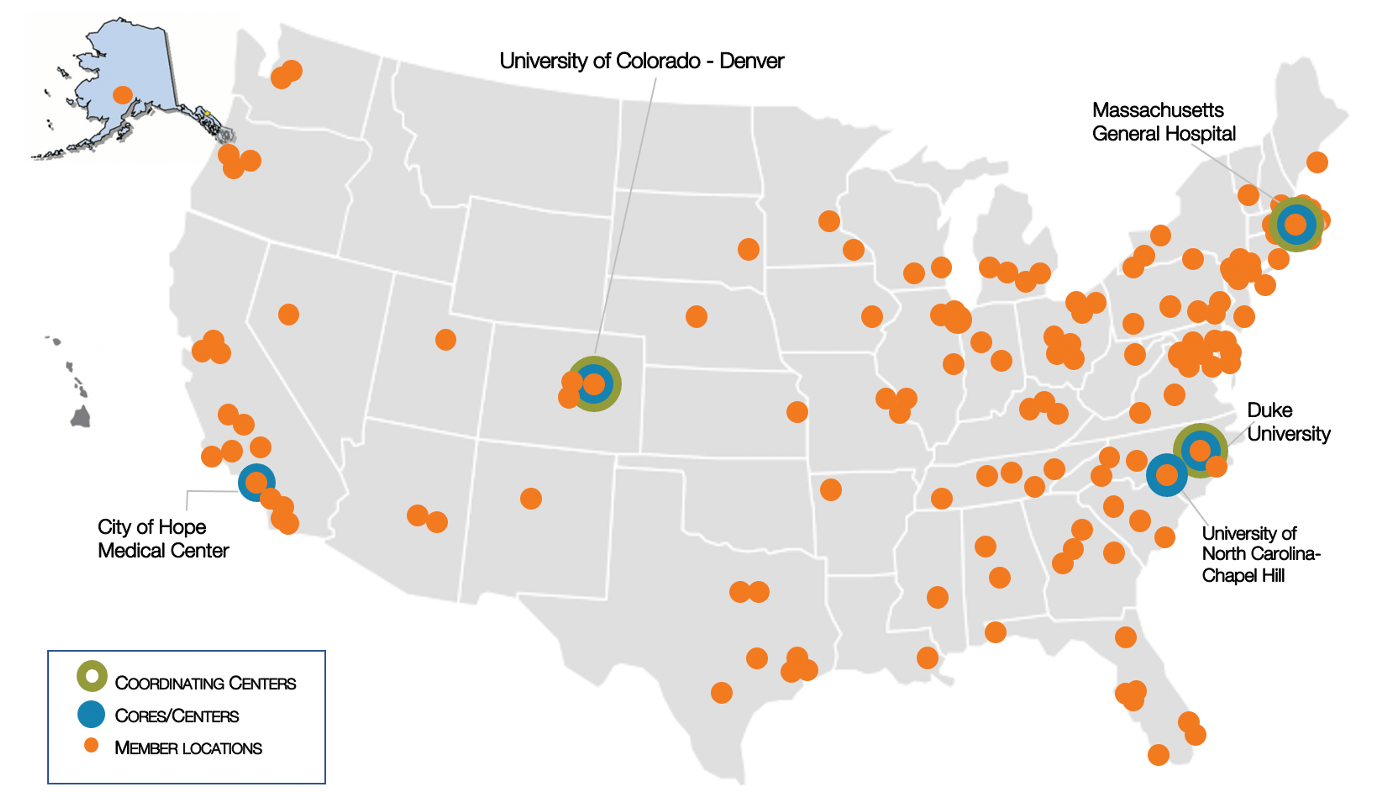 University of Colorado - Denver
Massachusetts
General Hospital
Duke
University
City of Hope
Medical Center
University of
North Carolina-
Chapel Hill
COORDINATING CENTERS
CORES/CENTERS
MEMBER LOCATIONS